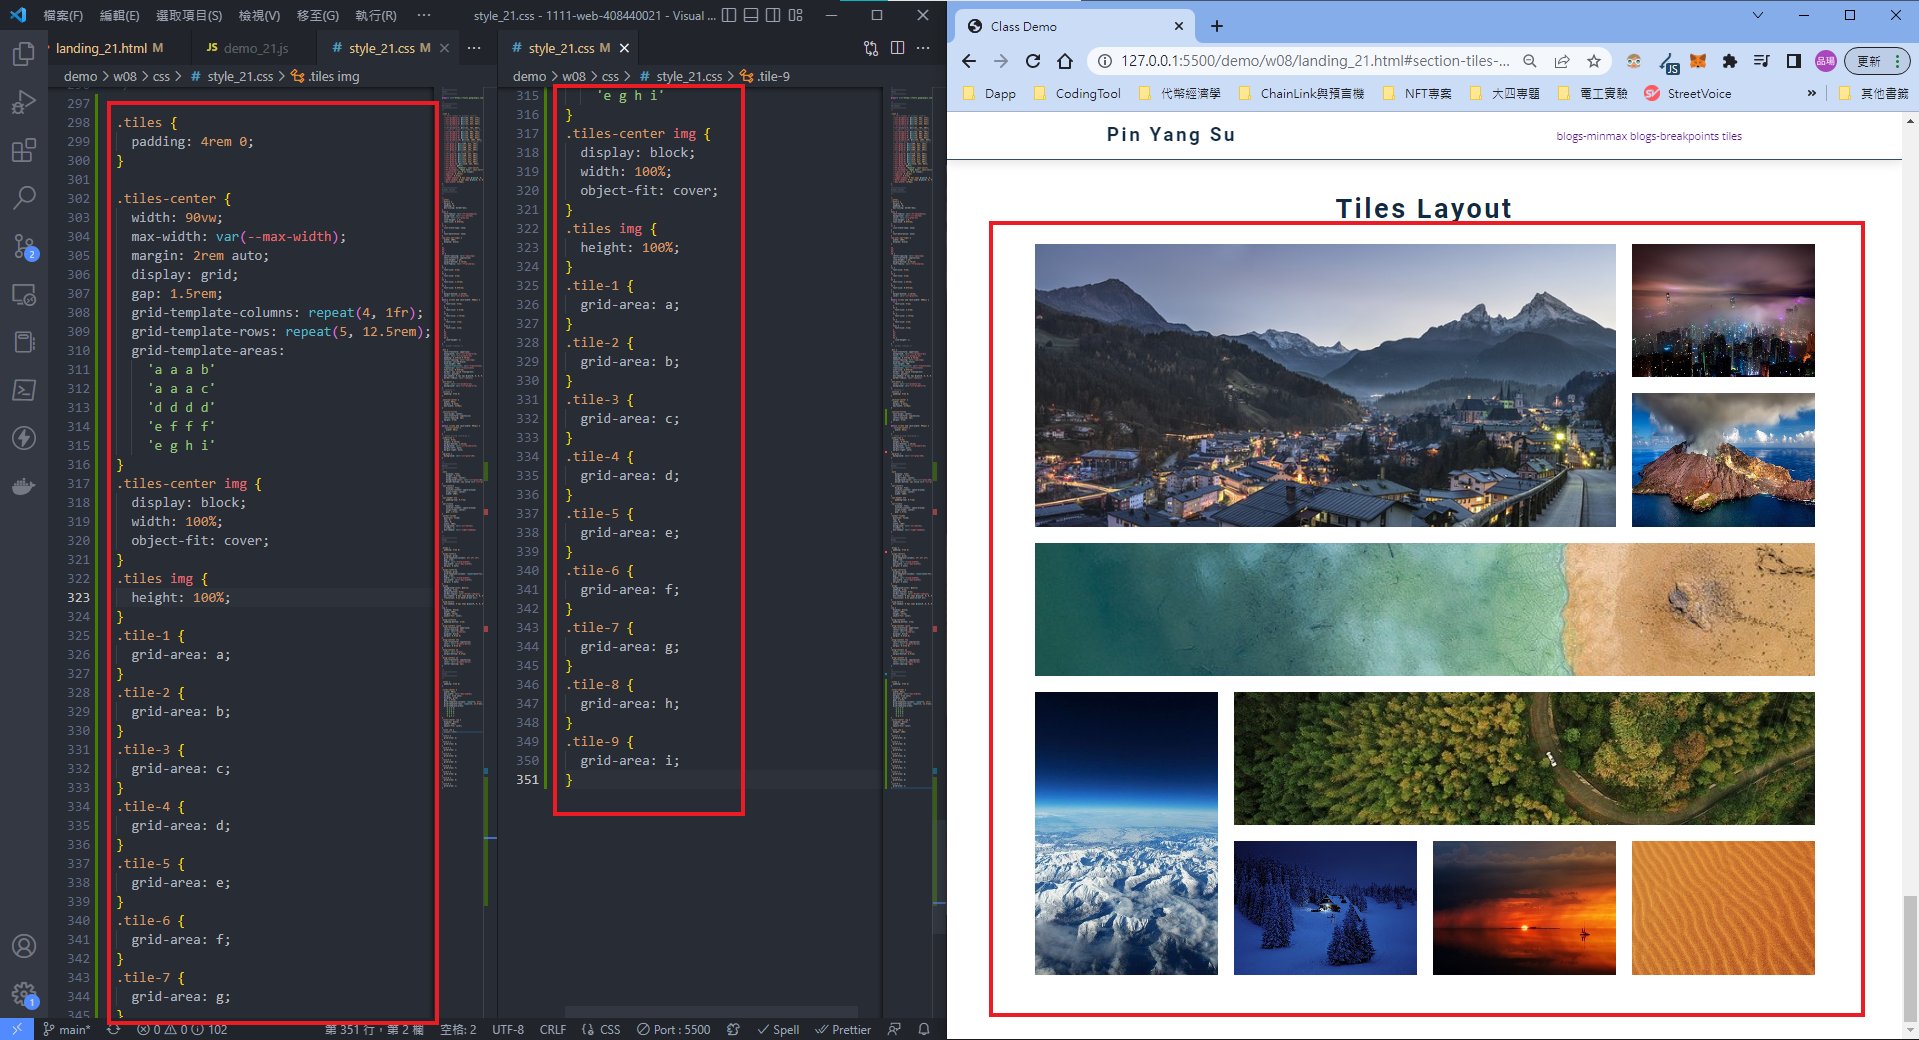 檔案(F) 編輯(E) 選取項目(S) 檢視(V) 移至(G) 執行(R) ··· style_21.css - 1111-web-408440021 - Visual ...
landing_21.html M
JS demo_21.js
# style_21.css M
demo > w08 > css > # style_21.css > .tiles img
297
298 .tiles {
299 padding: 4rem 0;
300 }
301
302 .tiles-center {
303 width: 90vw;
304 max-width: var(--max-width);
305 margin: 2rem auto;
306 display: grid;
307 gap: 1.5rem;
308 grid-template-columns: repeat(4, 1fr);
309 grid-template-rows: repeat(5, 12.5rem);
310 grid-template-areas:
311 'a a a b'
312 'a a a c'
313 'd d d d'
314 'e f f f'
315 'e g h i'
316 }
317 .tiles-center img {
318 display: block;
319 width: 100%;
320 object-fit: cover;
321 }
322 .tiles img {
323 height: 100%;
324 }
325 .tile-1 {
326 grid-area: a;
327 }
328 .tile-2 {
329 grid-area: b;
330 }
331 .tile-3 {
332 grid-area: c;
333 }
334 .tile-4 {
335 grid-area: d;
336 }
337 .tile-5 {
338 grid-area: e;
339 }
340 .tile-6 {
341 grid-area: f;
342 }
343 .tile-7 {
344 grid-area: g;
345 }
# style_21.css M
demo > w08 > css > # style_21.css > .tile-9
315 'e g h i'
316 }
317 .tiles-center img {
318 display: block;
319 width: 100%;
320 object-fit: cover;
321 }
322 .tiles img {
323 height: 100%;
324 }
325 .tile-1 {
326 grid-area: a;
327 }
328 .tile-2 {
329 grid-area: b;
330 }
331 .tile-3 {
332 grid-area: c;
333 }
334 .tile-4 {
335 grid-area: d;
336 }
337 .tile-5 {
338 grid-area: e;
339 }
340 .tile-6 {
341 grid-area: f;
342 }
343 .tile-7 {
344 grid-area: g;
345 }
346 .tile-8 {
347 grid-area: h;
348 }
349 .tile-9 {
350 grid-area: i;
351 }
2
1
main* 0 0 102 第 351 行，第 2 欄 空格: 2 UTF-8 CRLF {} CSS Port : 5500 Spell Prettier
Class Demo
127.0.0.1:5500/demo/w08/landing_21.html#section-tiles-... JS 品瑒 更新
Dapp CodingTool 代幣經濟學 ChainLink與預言機 NFT專案 大四專題 電工實驗 SV StreetVoice » 其他書籤
Pin Yang Su
blogs-minmax blogs-breakpoints tiles
Tiles Layout